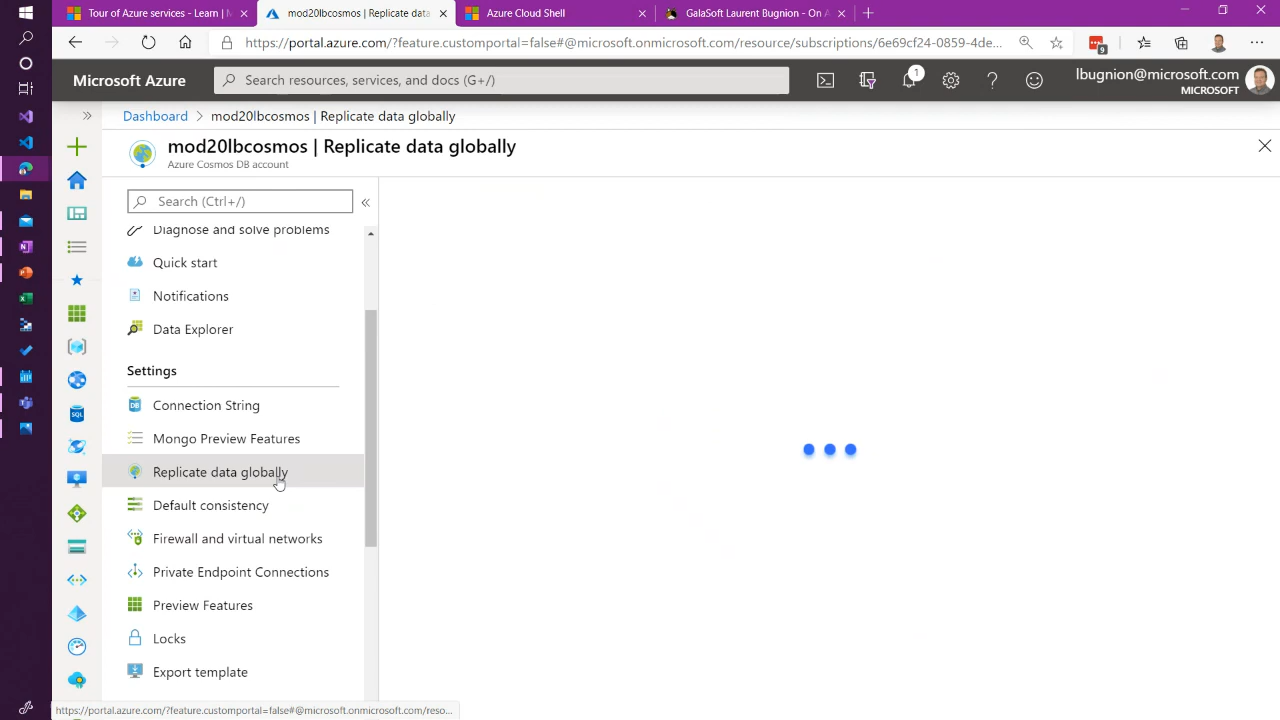 Tour of Azure services - Learn | M
mod20lbcosmos | Replicate data
Azure Cloud Shell
GalaSoft Laurent Bugnion - On A
https://portal.azure.com/?feature.customportal=false#@microsoft.onmicrosoft.com/resource/subscriptions/6e69cf24-0859-4de...
9
Microsoft Azure
Search resources, services, and docs (G+/)
1
lbugnion@microsoft.com
MICROSOFT
Dashboard > mod20lbcosmos | Replicate data globally
mod20lbcosmos | Replicate data globally
Azure Cosmos DB account
Search (Ctrl+/)
Diagnose and solve problems
Quick start
Notifications
Data Explorer
Settings
Connection String
Mongo Preview Features
Replicate data globally
Default consistency
Firewall and virtual networks
Private Endpoint Connections
Preview Features
Locks
Export template
https://portal.azure.com/?feature.customportal=false#@microsoft.onmicrosoft.com/reso...